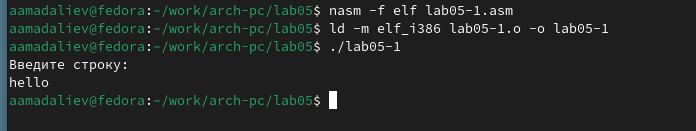 aamadaliev@fedora:~/work/arch-pc/lab05$ nasm -f elf lab05-1.asm
aamadaliev@fedora:~/work/arch-pc/lab05$ ld -m elf_i386 lab05-1.o -o lab05-1
aamadaliev@fedora:~/work/arch-pc/lab05$ ./lab05-1
Введите строку:
hello
aamadaliev@fedora:~/work/arch-pc/lab05$